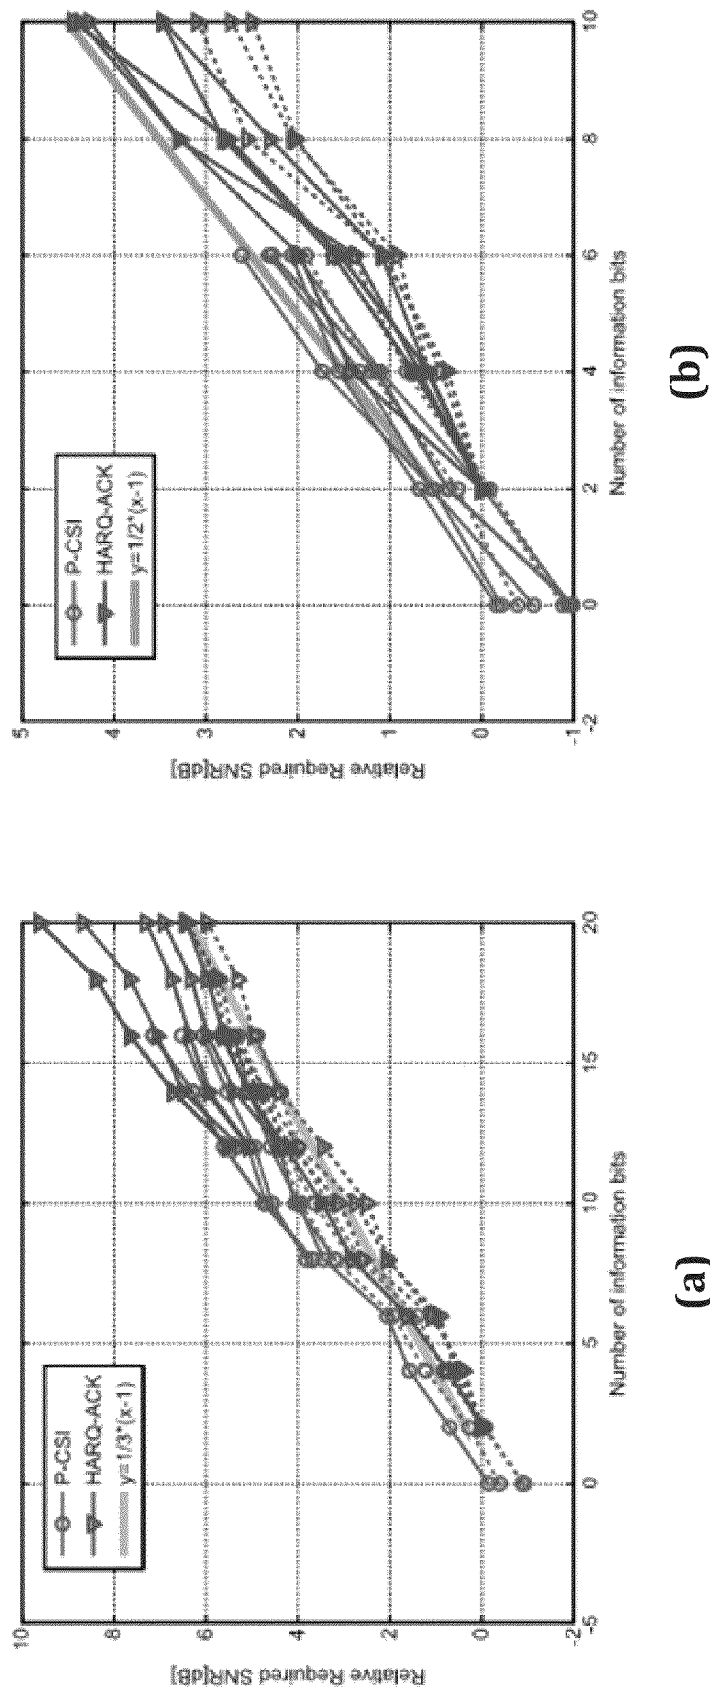 P-CSI
HARQ-ACK
y=1/3*(x-1)
10
8
6
4
2
0
-2
-5
0
5
10
15
20
Relative Required SNR[dB]
Number of information bits
(a)
P-CSI
HARQ-ACK
y=1/2*(x-1)
5
4
3
2
1
0
-1
-2
0
2
4
6
8
10
Relative Required SNR[dB]
Number of information bits
(b)